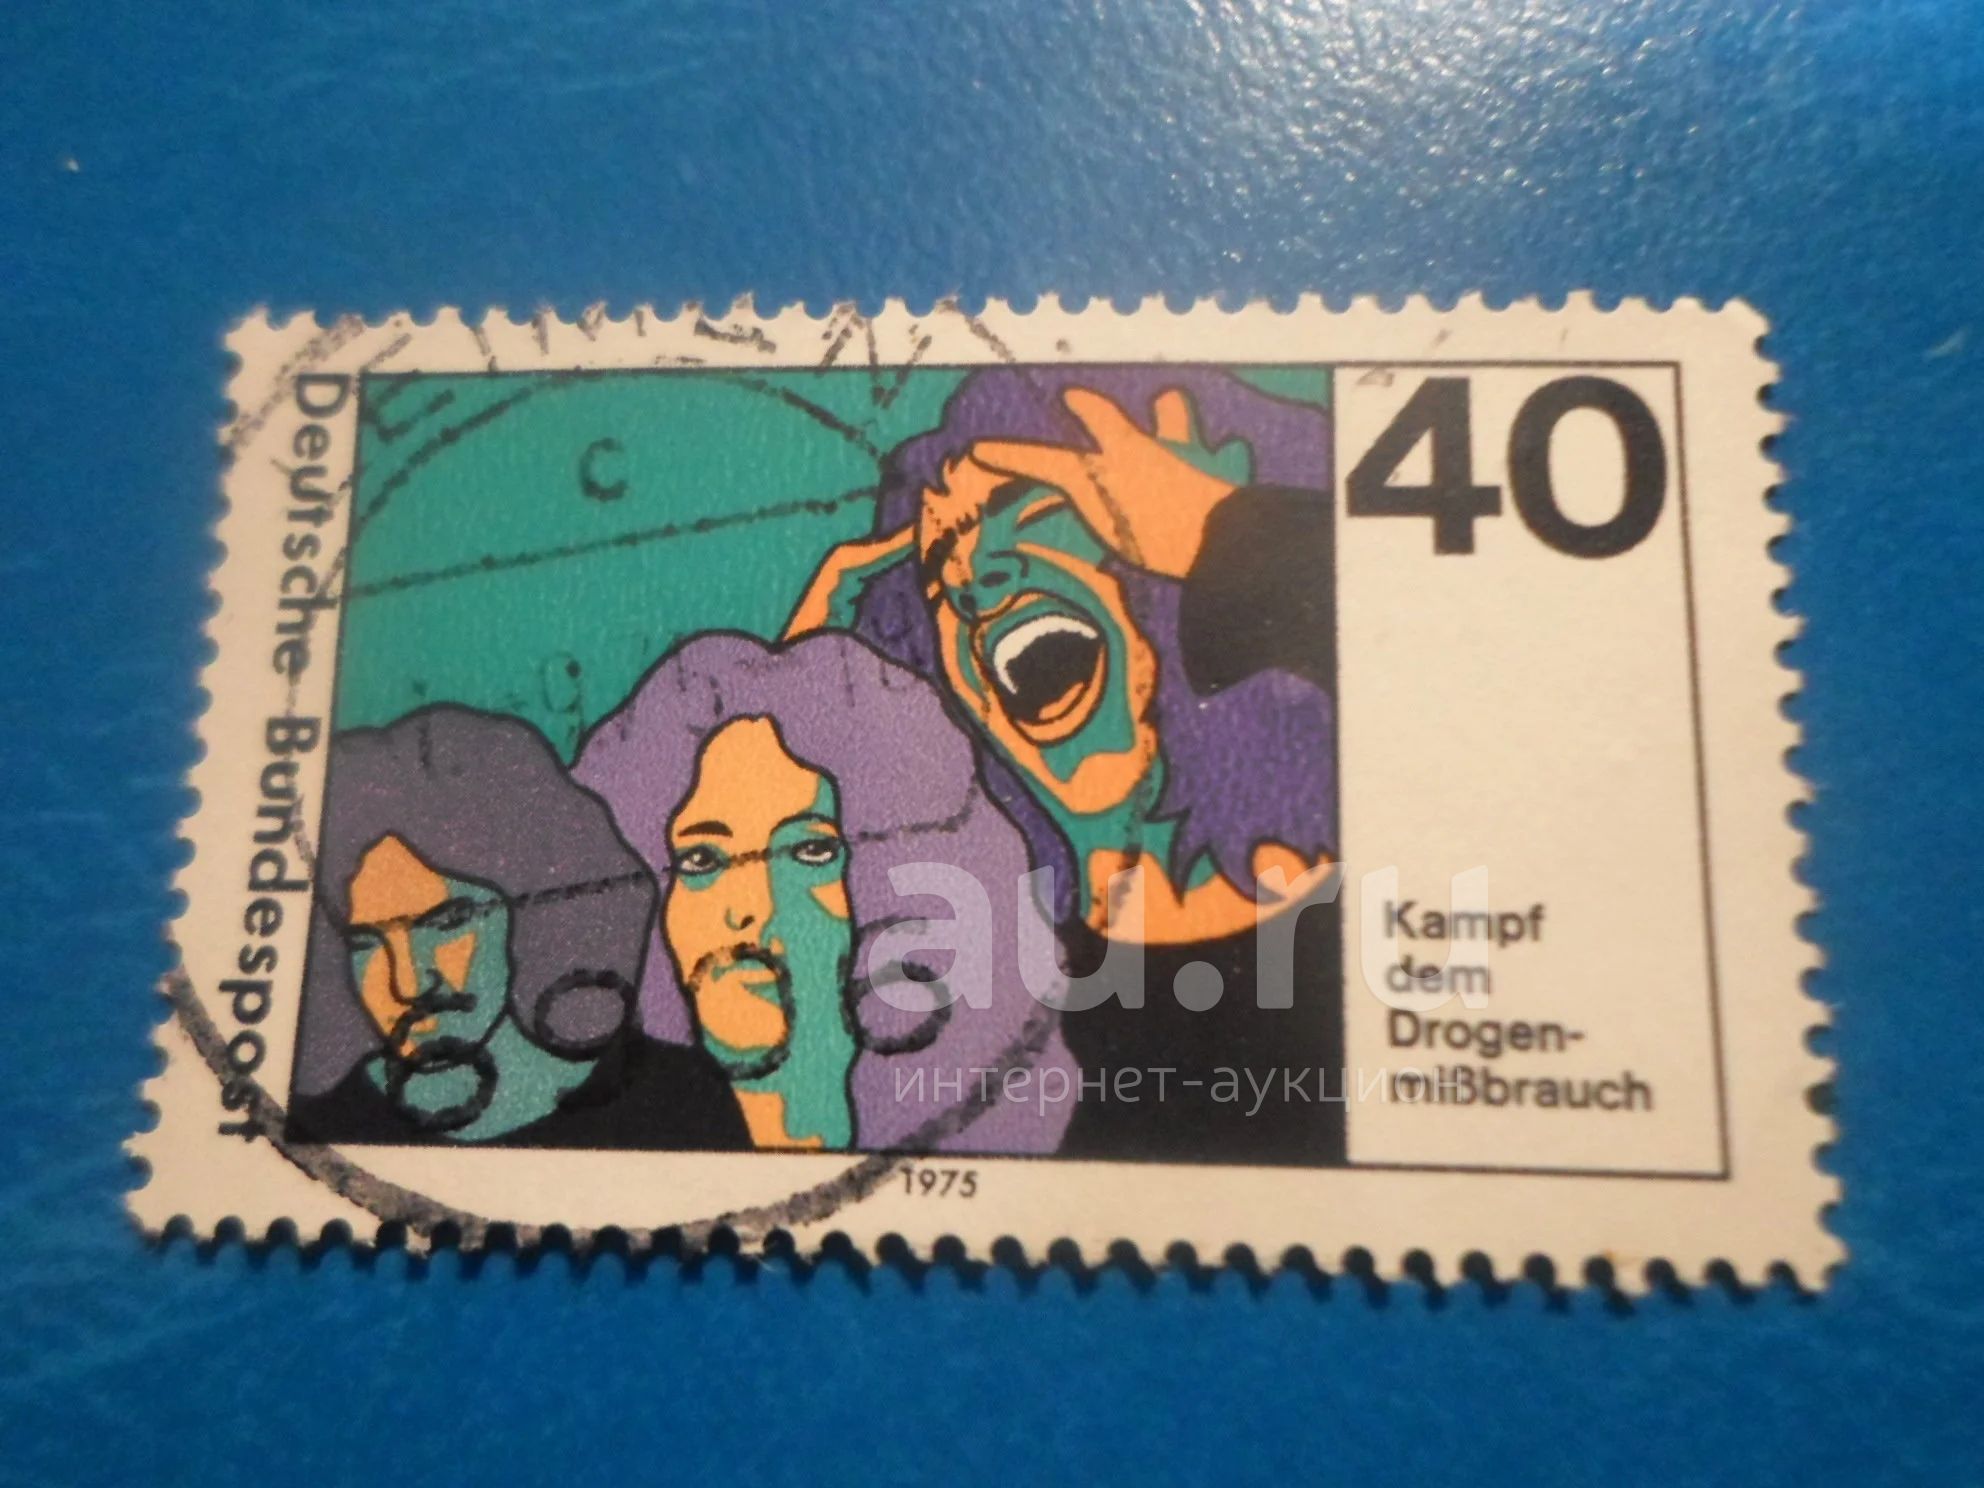 Deutsche Bundespost
40
Kampf
dem
Drogen-
mißbrauch
1975
C
au.ru
интернет-аукцион